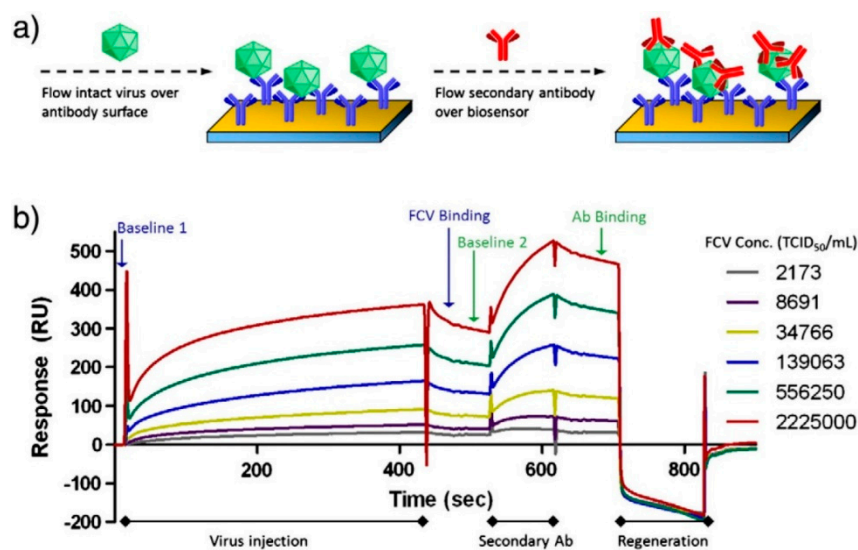 a)
Flow intact virus over
antibody surface
Flow secondary antibody
over biosensor
b)
Baseline 1
FCV Binding
Baseline 2
Ab Binding
FCV Conc. (TCID50/mL)
2173
8691
34766
139063
556250
2225000
Response (RU)
500
400
300
200
100
0
-100
-200
200
400
600
800
Time (sec)
Virus injection
Secondary Ab
Regeneration